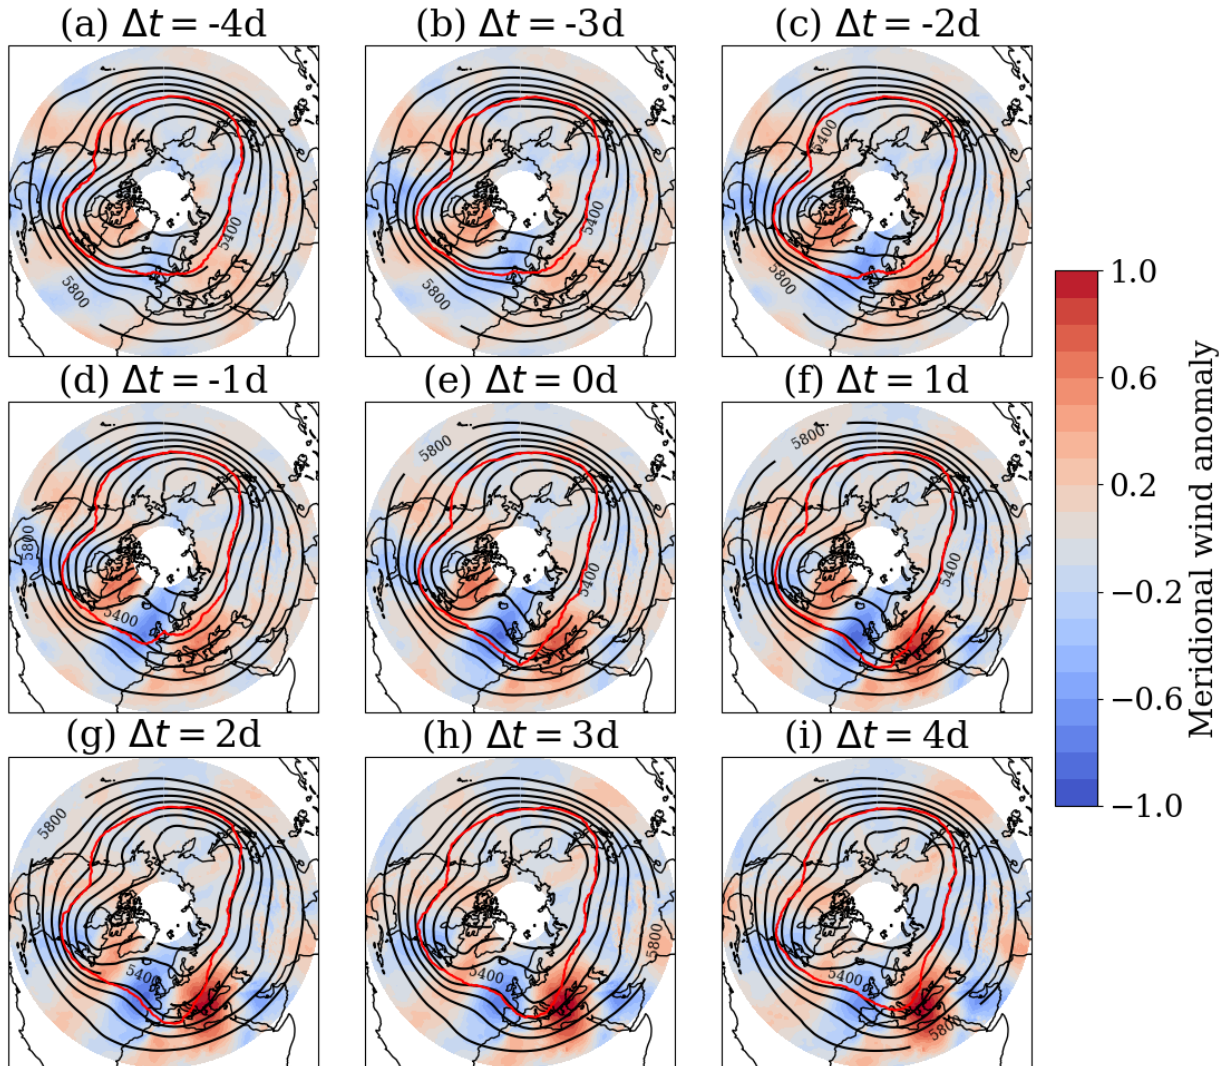 (a) Δt = -4d
(b) Δt = -3d
(c) Δt = -2d
5400
5800
5400
5800
5400
5800
(d) Δt = -1d
(e) Δt = 0d
(f) Δt = 1d
5800
5400
5800
5400
5800
5400
(g) Δt = 2d
(h) Δt = 3d
(i) Δt = 4d
5800
5400
5800
5400
5400
5800
1.0
0.6
0.2
−0.2
−0.6
−1.0
Meridional wind anomaly